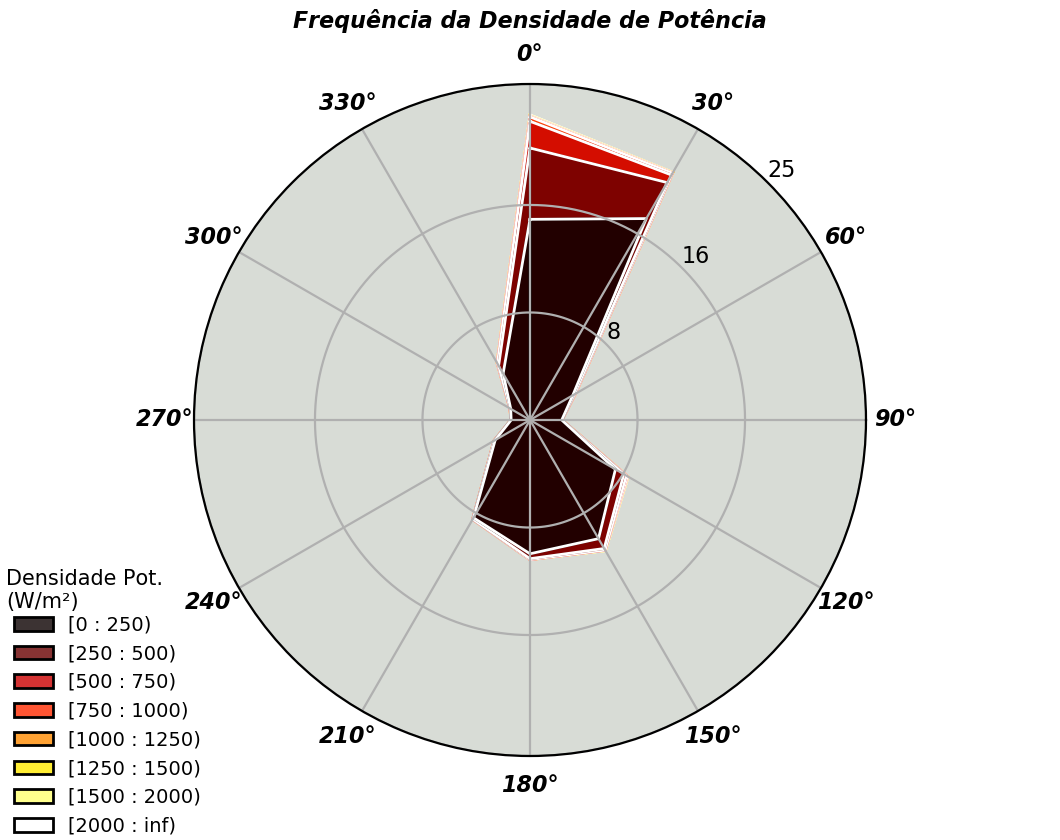 Frequência da Densidade de Potência
0°
330°
30°
25
300°
60°
16
8
270°
90°
240°
120°
210°
150°
180°
Densidade Pot.
(W/m²)
[0 : 250)
[250 : 500)
[500 : 750)
[750 : 1000)
[1000 : 1250)
[1250 : 1500)
[1500 : 2000)
[2000 : inf)